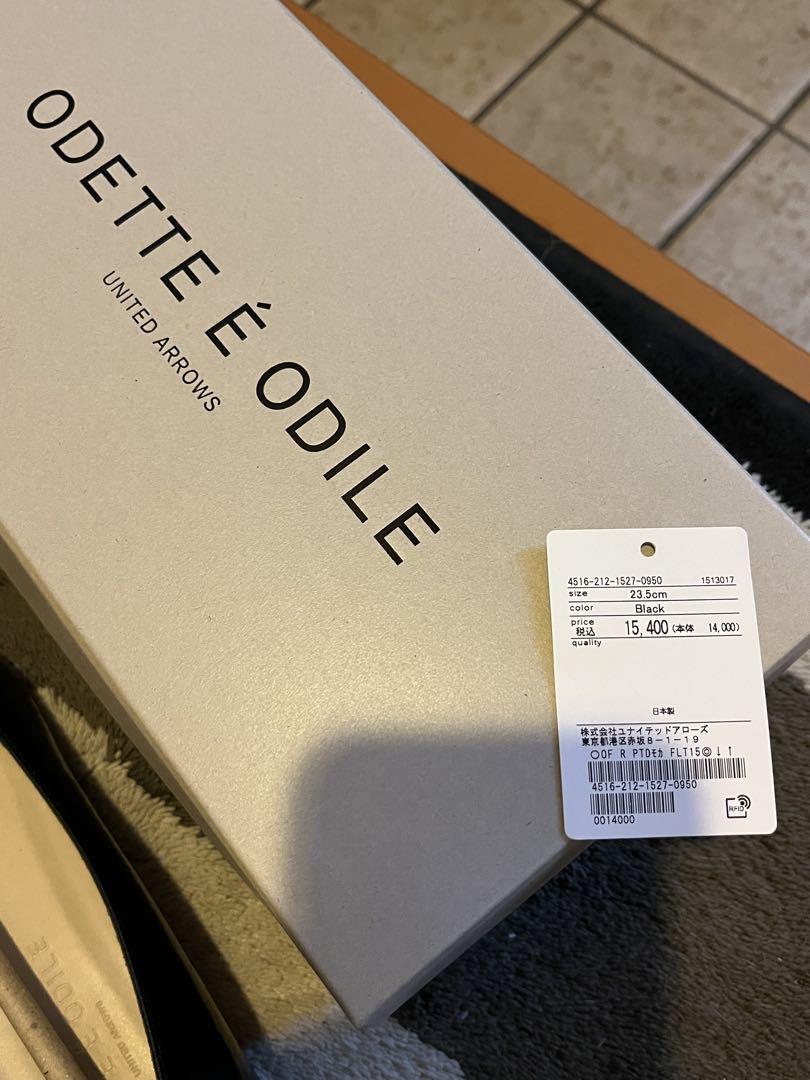 ODETTE É ODILE
UNITED ARROWS
4516-212-1527-0950 1513017
size 23.5cm
color Black
price
税込 15,400 (本体 14,000)
quality
日本製
株式会社ユナイテッドアローズ
東京都港区赤坂8-1-19
○OF R PTDモカ FLT15◎↓↑
4516-212-1527-0950
0014000
RFID
E ODILE
UNITED ARROWS